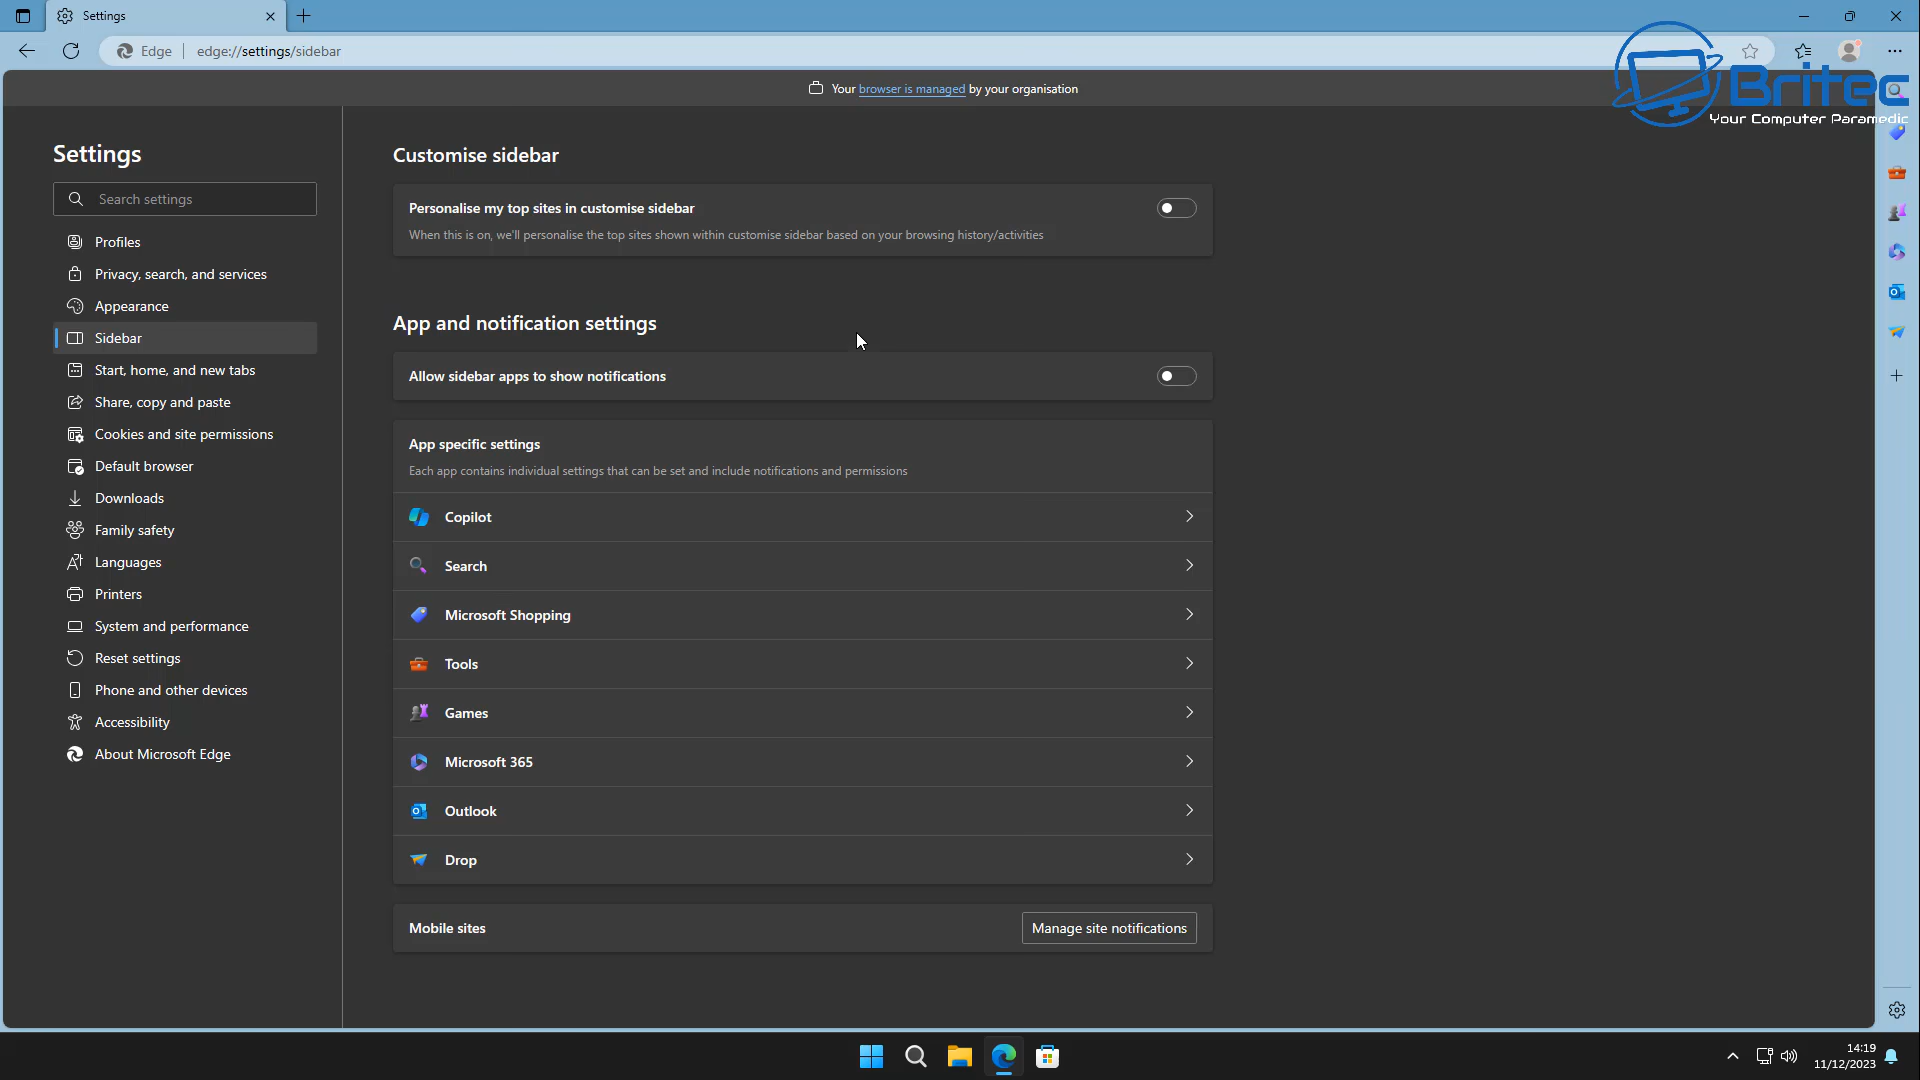 Settings
Edge
edge://settings/sidebar
Britec
Your Computer Paramedic
Your browser is managed by your organisation
Settings
Search settings
Profiles
Privacy, search, and services
Appearance
Sidebar
Start, home, and new tabs
Share, copy and paste
Cookies and site permissions
Default browser
Downloads
Family safety
Languages
Printers
System and performance
Reset settings
Phone and other devices
Accessibility
About Microsoft Edge
Customise sidebar
Personalise my top sites in customise sidebar
When this is on, we'll personalise the top sites shown within customise sidebar based on your browsing history/activities
App and notification settings
Allow sidebar apps to show notifications
App specific settings
Each app contains individual settings that can be set and include notifications and permissions
Copilot
Search
Microsoft Shopping
Tools
Games
Microsoft 365
Outlook
Drop
Mobile sites
Manage site notifications
14:19
11/12/2023